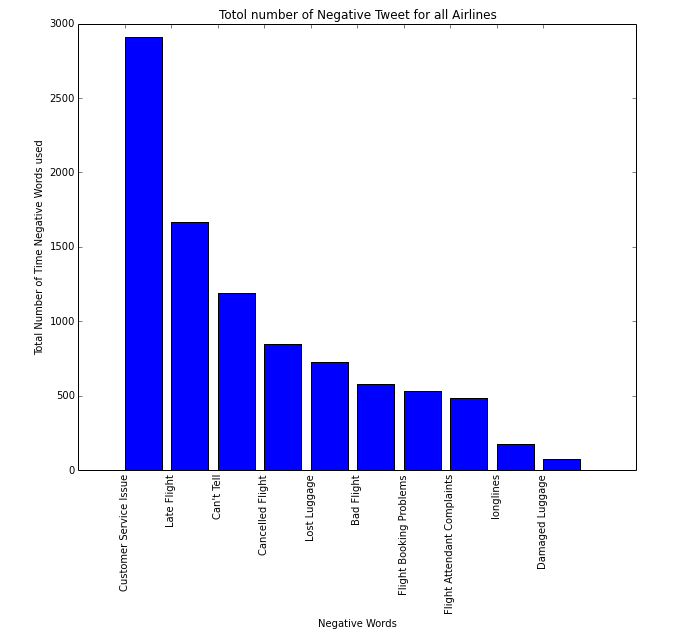 Totol number of Negative Tweet for all Airlines
Total Number of Time Negative Words used
3000
2500
2000
1500
1000
500
0
Customer Service Issue
Late Flight
Can't Tell
Cancelled Flight
Lost Luggage
Bad Flight
Flight Booking Problems
Flight Attendant Complaints
longlines
Damaged Luggage
Negative Words